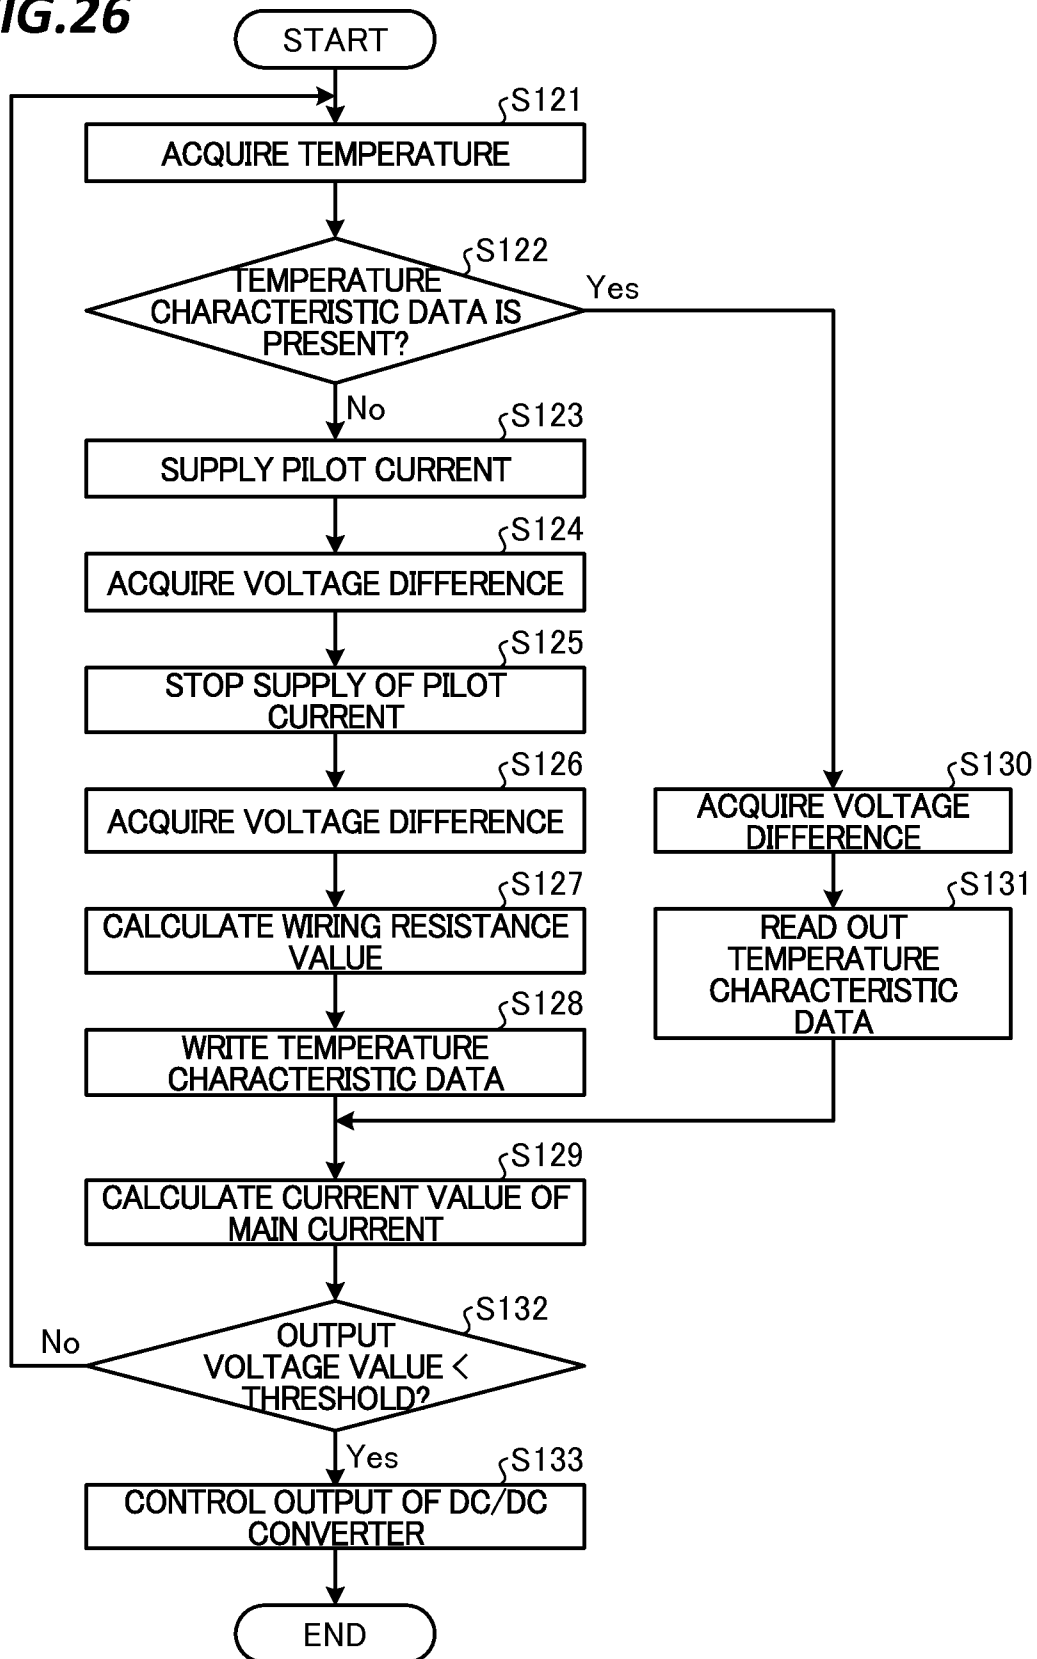 IG.26
START
S121
ACQUIRE TEMPERATURE
S122
TEMPERATURE
CHARACTERISTIC DATA IS
PRESENT?
Yes
No
S123
SUPPLY PILOT CURRENT
S124
ACQUIRE VOLTAGE DIFFERENCE
S125
STOP SUPPLY OF PILOT
CURRENT
S126
ACQUIRE VOLTAGE DIFFERENCE
S130
ACQUIRE VOLTAGE
DIFFERENCE
S127
CALCULATE WIRING RESISTANCE
VALUE
S131
READ OUT
TEMPERATURE
CHARACTERISTIC
DATA
S128
WRITE TEMPERATURE
CHARACTERISTIC DATA
S129
CALCULATE CURRENT VALUE OF
MAIN CURRENT
S132
OUTPUT
VOLTAGE VALUE <
THRESHOLD?
No
Yes
S133
CONTROL OUTPUT OF DC/DC
CONVERTER
END